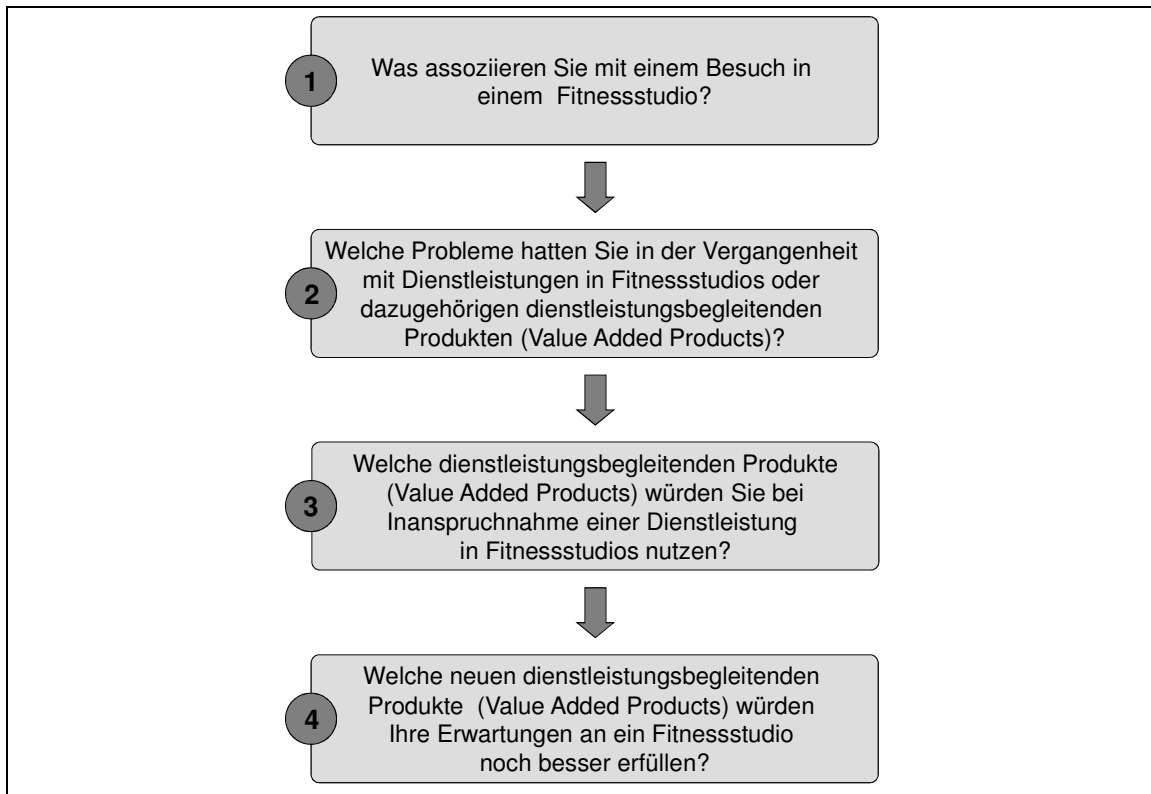 1
Was assoziieren Sie mit einem Besuch in
einem Fitnessstudio?
2
Welche Probleme hatten Sie in der Vergangenheit
mit Dienstleistungen in Fitnessstudios oder
dazugehörigen dienstleistungsbegleitenden
Produkten (Value Added Products)?
3
Welche dienstleistungsbegleitenden Produkte
(Value Added Products) würden Sie bei
Inanspruchnahme einer Dienstleistung
in Fitnessstudios nutzen?
4
Welche neuen dienstleistungsbegleitenden
Produkte (Value Added Products) würden
Ihre Erwartungen an ein Fitnessstudio
noch besser erfüllen?